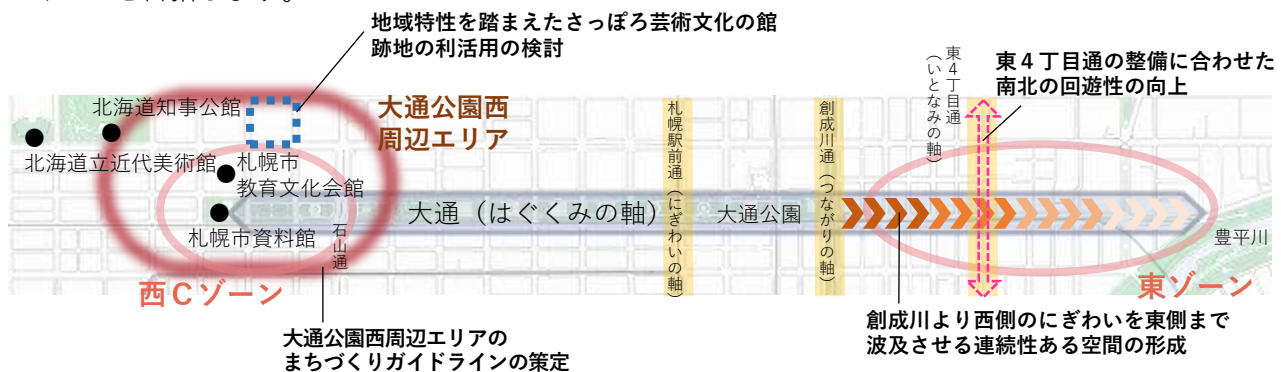 地域特性を踏まえたさっぽろ芸術文化の館
跡地の利活用の検討
東4丁目通の整備に合わせた
南北の回遊性の向上
東4丁目通
(いとなみの軸)
北海道知事公館
大通公園西
周辺エリア
北海道立近代美術館
札幌市
教育文化会館
札幌市資料館
石山通
大通(はぐくみの軸)
札幌駅前通(にぎわいの軸)
大通公園
創成川通(つながりの軸)
豊平川
西Cゾーン
東ゾーン
大通公園西周辺エリアの
まちづくりガイドラインの策定
創成川より西側のにぎわいを東側まで
波及させる連続性ある空間の形成